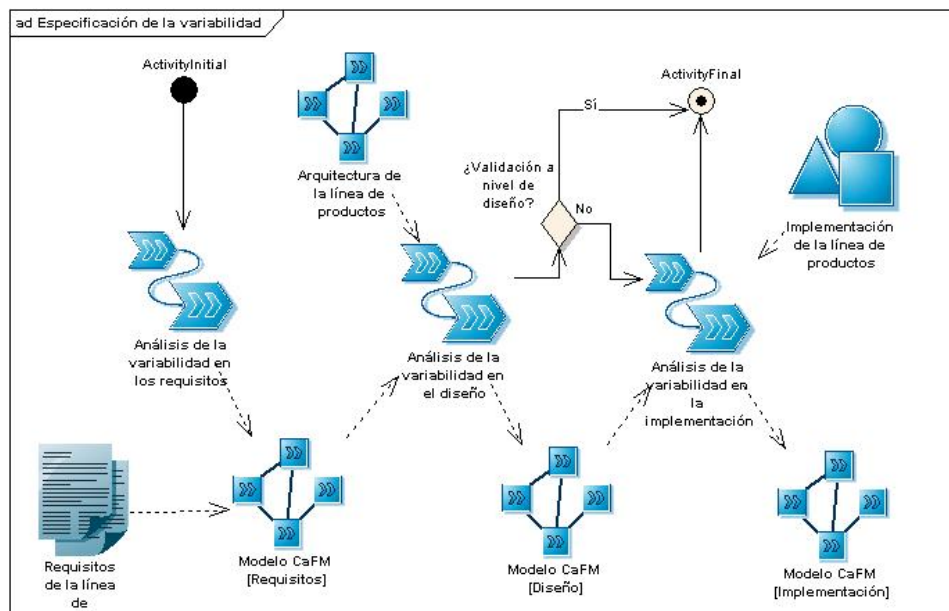 ad Especificación de la variabilidad
ActivityInitial
Arquitectura de
la línea de
productos
¿Validación a
nivel de
diseño?
Sí
No
ActivityFinal
Implementación
de la línea de
productos
Análisis de la
variabilidad en
los requisitos
Análisis de la
variabilidad en
el diseño
Análisis de la
variabilidad en
la
implementación
Requisitos
de la línea
de
Modelo CaFM
[Requisitos]
Modelo CaFM
[Diseño]
Modelo CaFM
[Implementación]